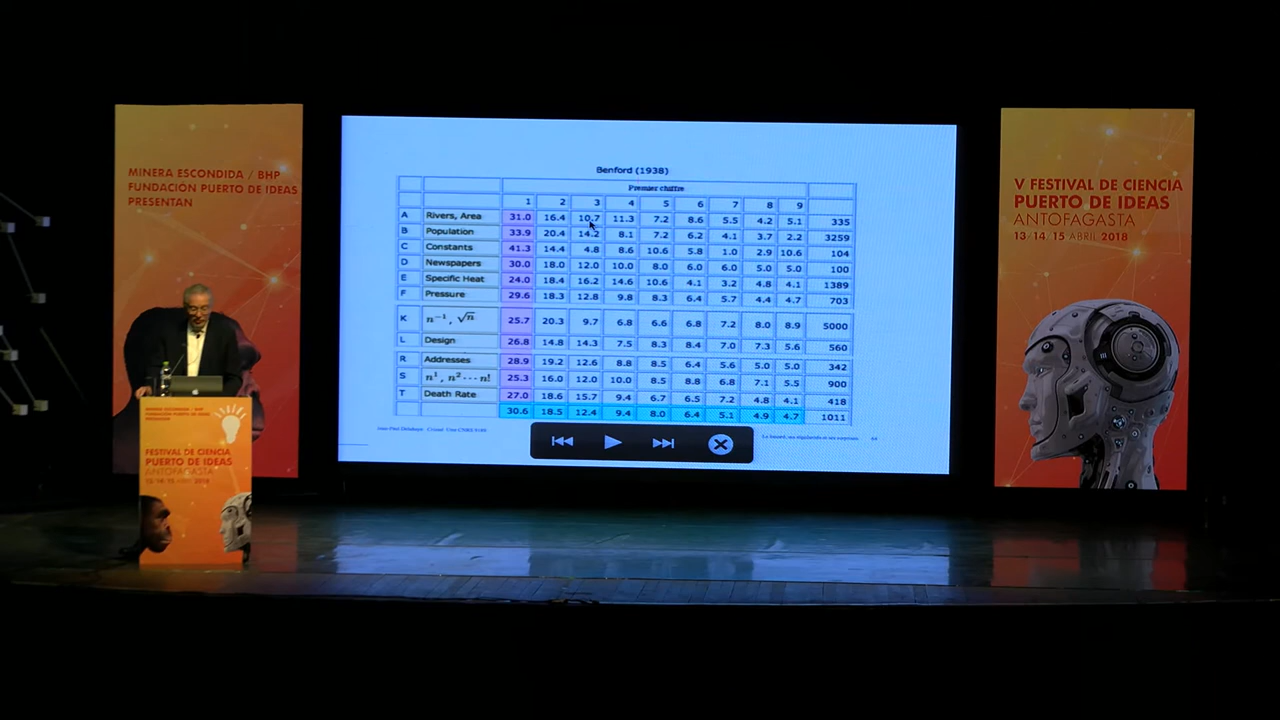 MINERA ESCONDIDA / BHP
FUNDACIÓN PUERTO DE IDEAS
PRESENTAN
Benford (1938)
Premier chiffre
1 2 3 4 5 6 7 8 9
A Rivers, Area 31.0 16.4 10.7 11.3 7.2 8.6 5.5 4.2 5.1 335
B Population 33.9 20.4 14.2 8.1 7.2 6.2 4.1 3.7 2.2 3259
C Constants 41.3 14.4 4.8 8.6 10.6 5.8 1.0 2.9 10.6 104
D Newspapers 30.0 18.0 12.0 10.0 8.0 6.0 6.0 5.0 5.0 100
E Specific Heat 24.0 18.4 16.2 14.6 10.6 4.1 3.2 4.8 4.1 1389
F Pressure 29.6 18.3 12.8 9.8 8.3 6.4 5.7 4.4 4.7 703
K n⁻¹, √n 25.7 20.3 9.7 6.8 6.6 6.8 7.2 8.0 8.9 5000
L Design 26.8 14.8 14.3 7.5 8.3 8.4 7.0 7.3 5.6 560
R Addresses 28.9 19.2 12.6 8.8 8.5 6.4 5.6 5.0 5.0 342
S n¹, n² ⋯ n! 25.3 16.0 12.0 10.0 8.5 8.8 6.8 7.1 5.5 900
T Death Rate 27.0 18.6 15.7 9.4 6.7 6.5 7.2 4.8 4.1 418
30.6 18.5 12.4 9.4 8.0 6.4 5.1 4.9 4.7 1011
64
V FESTIVAL DE CIENCIA
PUERTO DE IDEAS
ANTOFAGASTA
13/14/15 ABRIL 2018
MINERA ESCONDIDA / BHP
FUNDACIÓN PUERTO DE IDEAS
PRESENTAN
FESTIVAL DE CIENCIA
PUERTO DE IDEAS
ANTOFAGASTA
13/14/15 ABRIL 2018